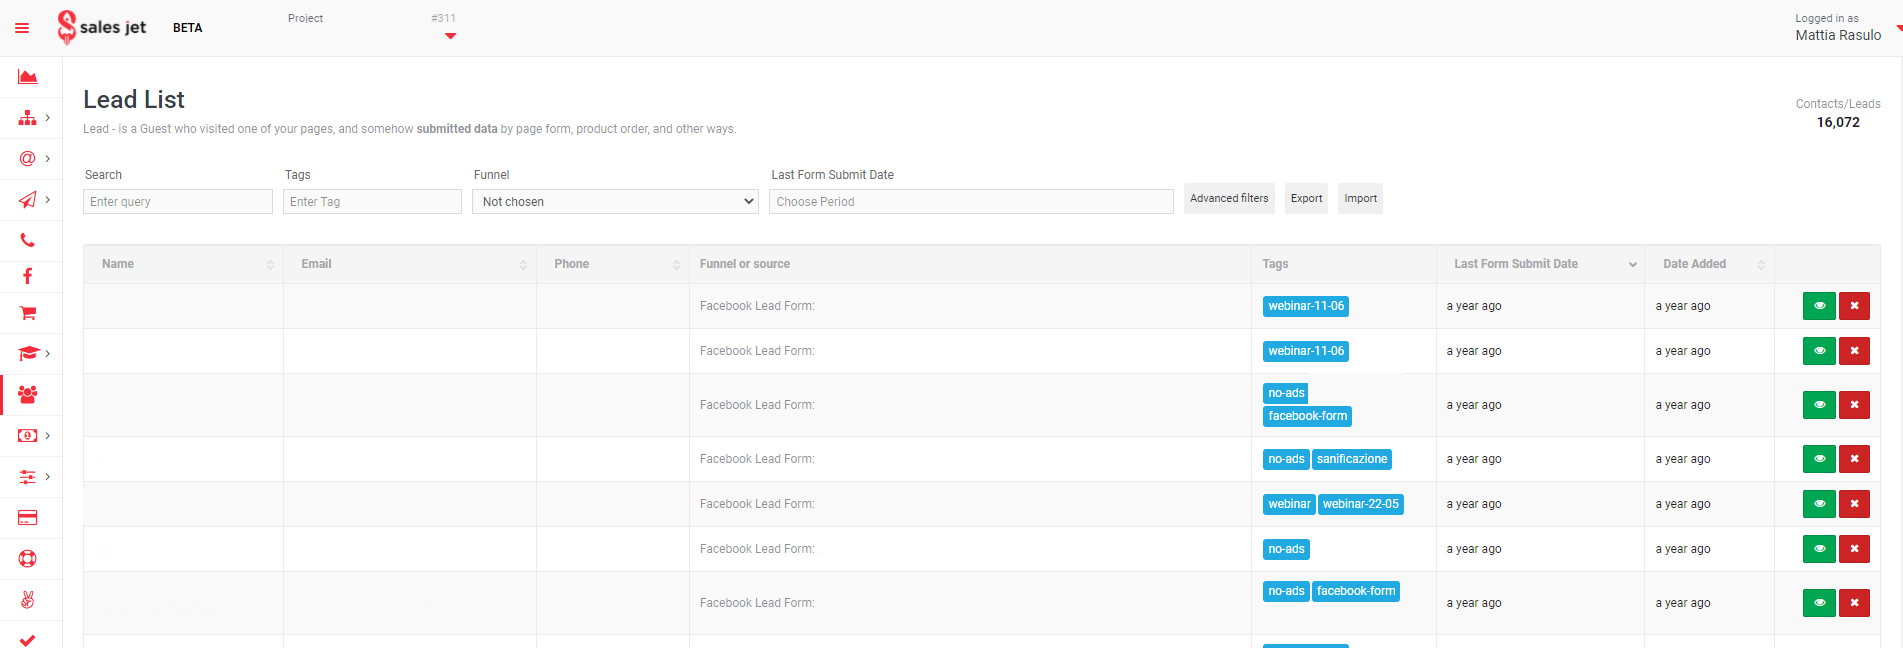 sales jet BETA
Project #311
Logged in as
Mattia Rasulo
Lead List
Contacts/Leads
16,072
Lead - is a Guest who visited one of your pages, and somehow submitted data by page form, product order, and other ways.
Search Tags Funnel Last Form Submit Date
Enter query Enter Tag Not chosen Choose Period Advanced filters Export Import
Name Email Phone Funnel or source Tags Last Form Submit Date Date Added
Facebook Lead Form: webinar-11-06 a year ago a year ago
Facebook Lead Form: webinar-11-06 a year ago a year ago
no-ads
Facebook Lead Form: a year ago a year ago
facebook-form
Facebook Lead Form: no-ads sanificazione a year ago a year ago
Facebook Lead Form: webinar webinar-22-05 a year ago a year ago
Facebook Lead Form: no-ads a year ago a year ago
Facebook Lead Form: no-ads facebook-form a year ago a year ago